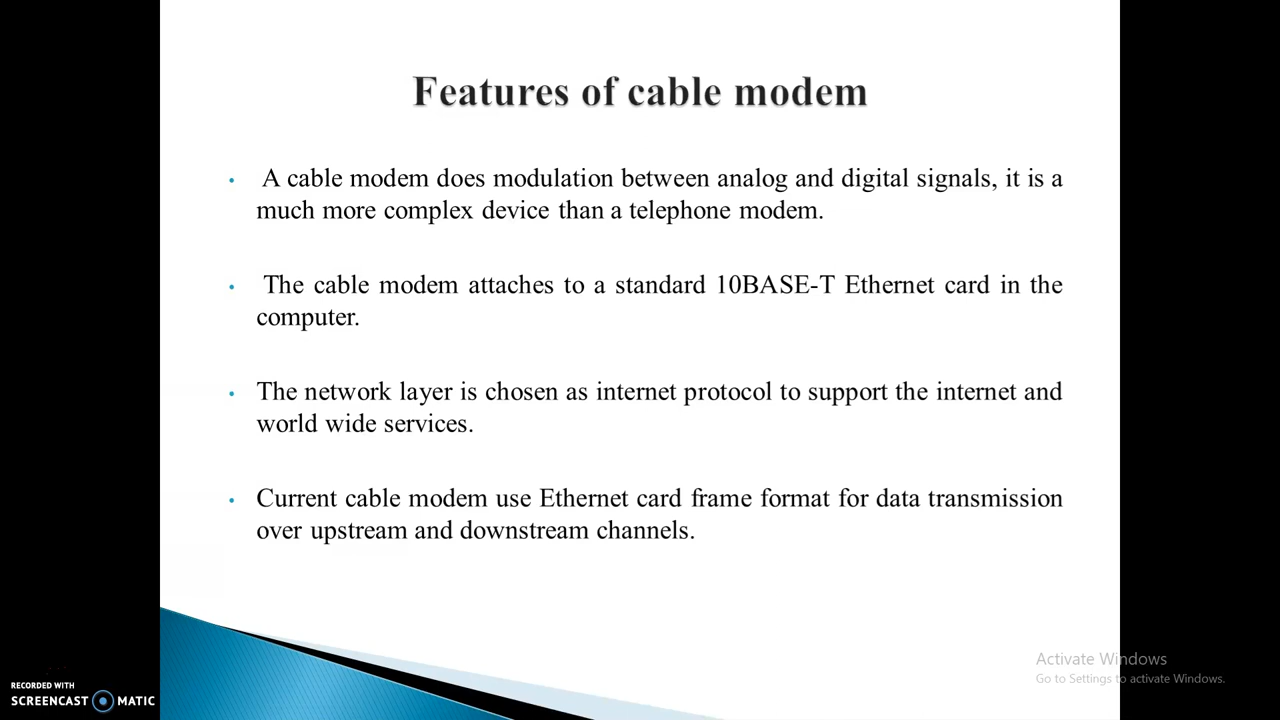 Features of cable modem
• A cable modem does modulation between analog and digital signals, it is a
much more complex device than a telephone modem.
• The cable modem attaches to a standard 10BASE-T Ethernet card in the
computer.
• The network layer is chosen as internet protocol to support the internet and
world wide services.
• Current cable modem use Ethernet card frame format for data transmission
over upstream and downstream channels.
Activate Windows
Go to Settings to activate Windows.
RECORDED WITH
SCREENCAST MATIC